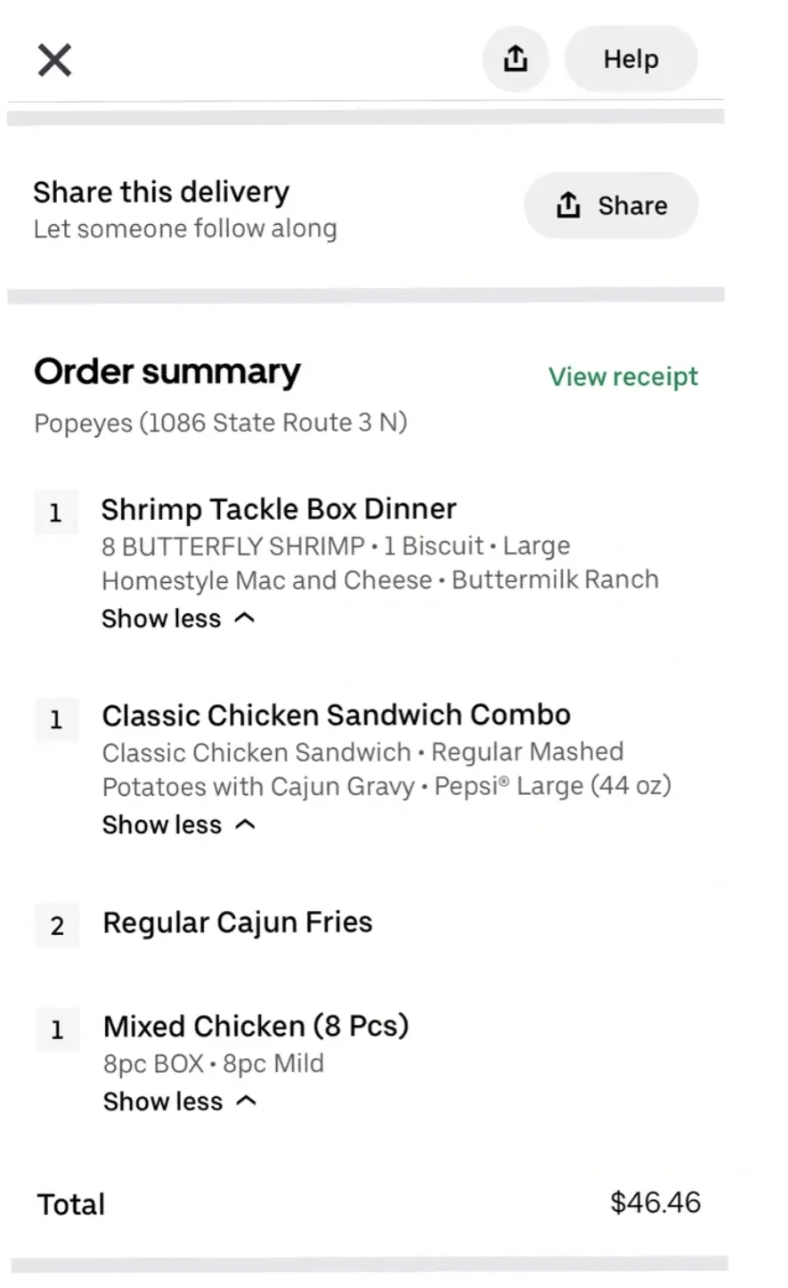 Help
Share this delivery
Let someone follow along
Share
Order summary
View receipt
Popeyes (1086 State Route 3 N)
1
Shrimp Tackle Box Dinner
8 BUTTERFLY SHRIMP • 1 Biscuit • Large
Homestyle Mac and Cheese • Buttermilk Ranch
Show less
1
Classic Chicken Sandwich Combo
Classic Chicken Sandwich • Regular Mashed
Potatoes with Cajun Gravy • Pepsi® Large (44 oz)
Show less
2
Regular Cajun Fries
1
Mixed Chicken (8 Pcs)
8pc BOX • 8pc Mild
Show less
Total
$46.46